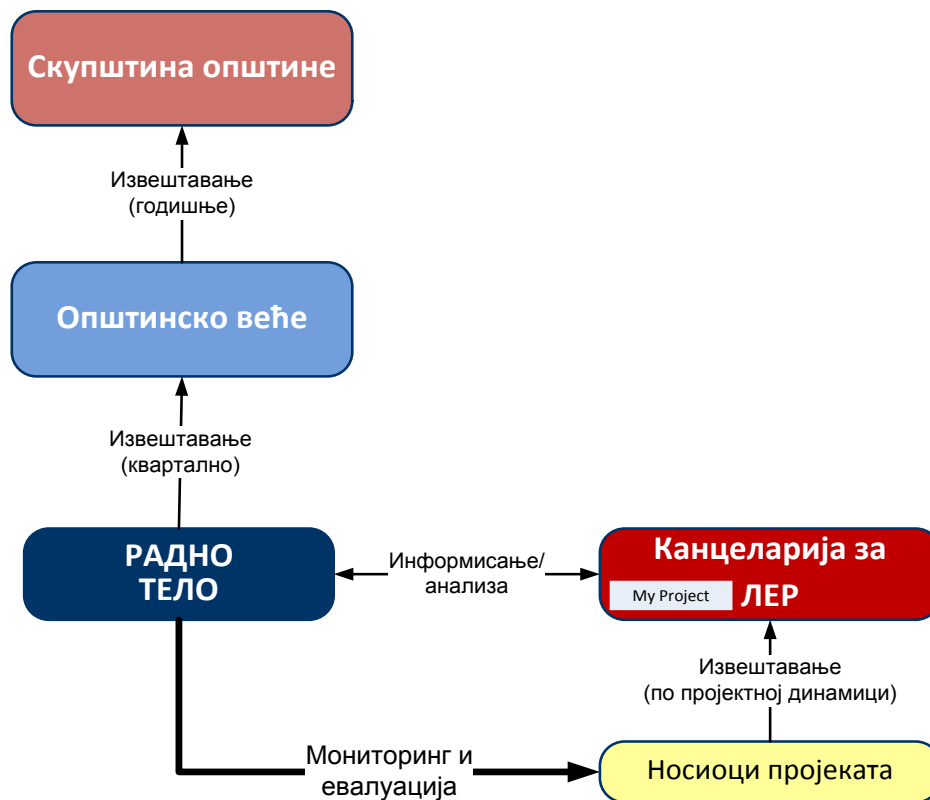 Скупштина општине
Извештавање
(годишње)
Општинско веће
Извештавање
(квартално)
РАДНО
ТЕЛО
Информисање/
анализа
Канцеларија за
My Project ЛЕР
Извештавање
(по пројектној динамици)
Мониторинг и
евалуација
Носиоци пројеката